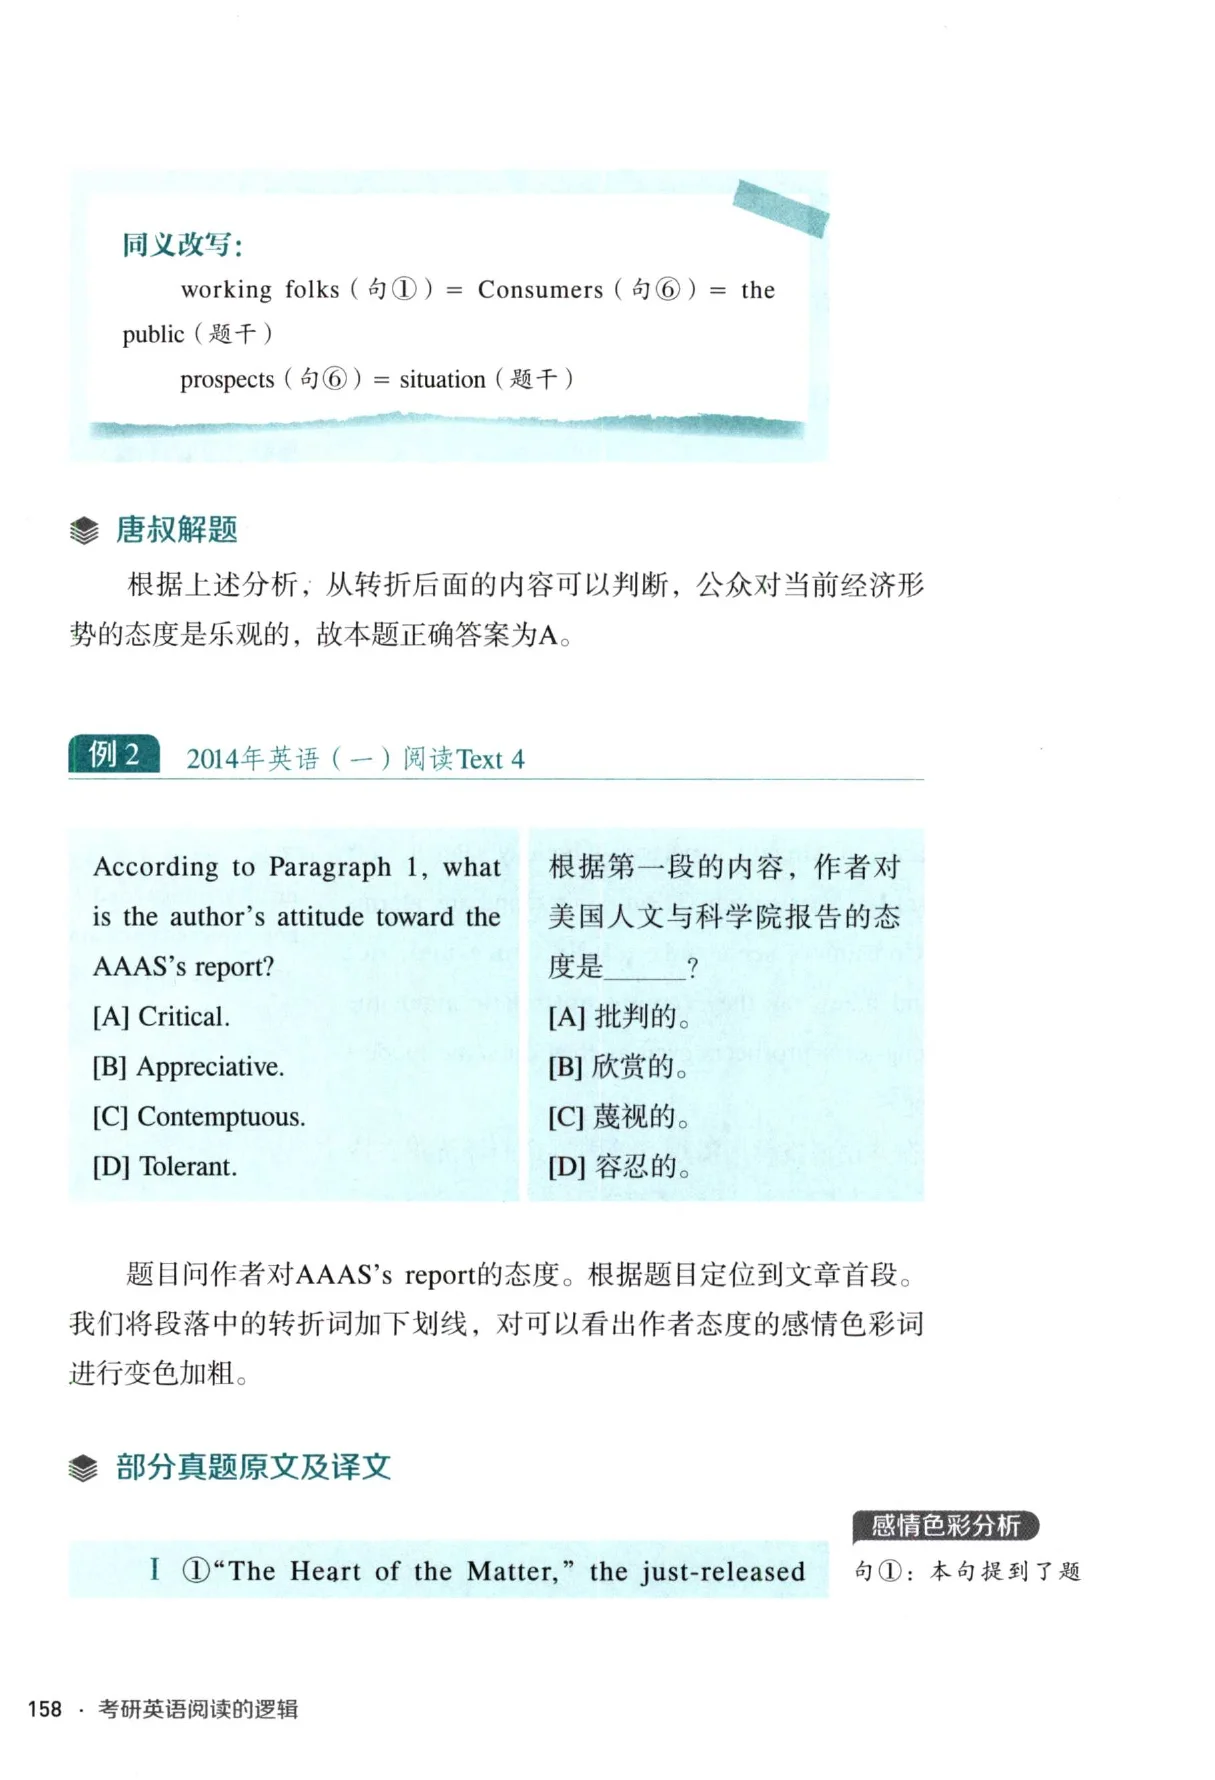 同义改写：
working folks（句①）= Consumers（句⑥）= the
public（题干）
prospects（句⑥）= situation（题干）
唐叔解题
根据上述分析，从转折后面的内容可以判断，公众对当前经济形
势的态度是乐观的，故本题正确答案为A。
例2 2014年英语（一）阅读Text 4
According to Paragraph 1, what
is the author's attitude toward the
AAAS's report?
[A] Critical.
[B] Appreciative.
[C] Contemptuous.
[D] Tolerant.
根据第一段的内容，作者对
美国人文与科学院报告的态
度是______?
[A] 批判的。
[B] 欣赏的。
[C] 蔑视的。
[D] 容忍的。
题目问作者对AAAS's report的态度。根据题目定位到文章首段。
我们将段落中的转折词加下划线，对可以看出作者态度的感情色彩词
进行变色加粗。
部分真题原文及译文
I ①“The Heart of the Matter,” the just-released
感情色彩分析
句①：本句提到了题
158 · 考研英语阅读的逻辑